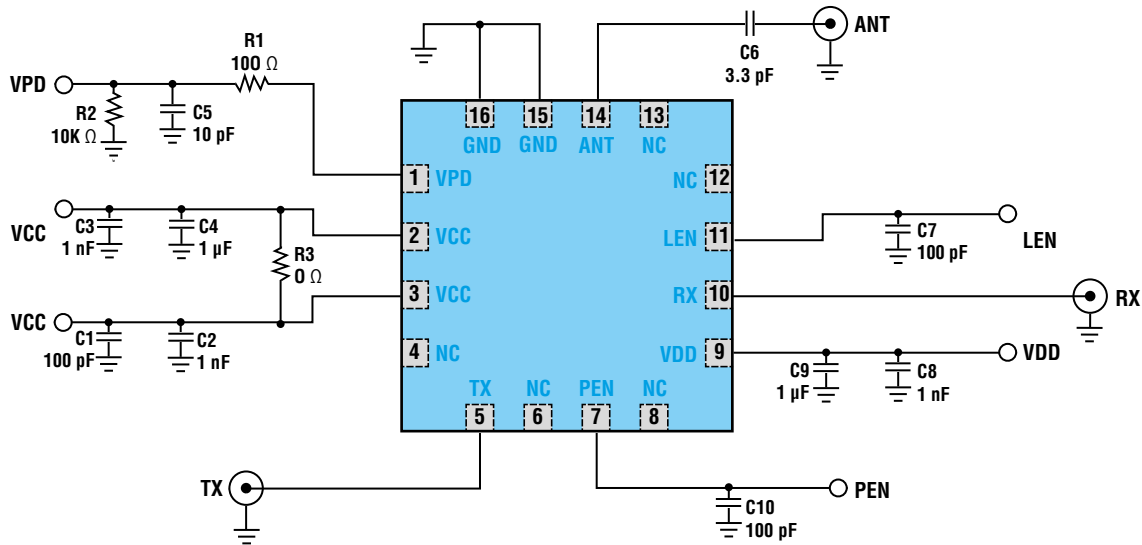 ANT
C6
3.3 pF
R1
100 Ω
VPD
R2
10K Ω
C5
10 pF
16
15
14
13
GND
GND
ANT
NC
1
VPD
NC
12
VCC
C3
1 nF
C4
1 µF
2
VCC
LEN
11
C7
100 pF
LEN
R3
0 Ω
3
VCC
RX
10
RX
VCC
C1
100 pF
C2
1 nF
4
NC
VDD
9
VDD
C9
1 µF
C8
1 nF
TX
NC
PEN
NC
5
6
7
8
TX
PEN
C10
100 pF